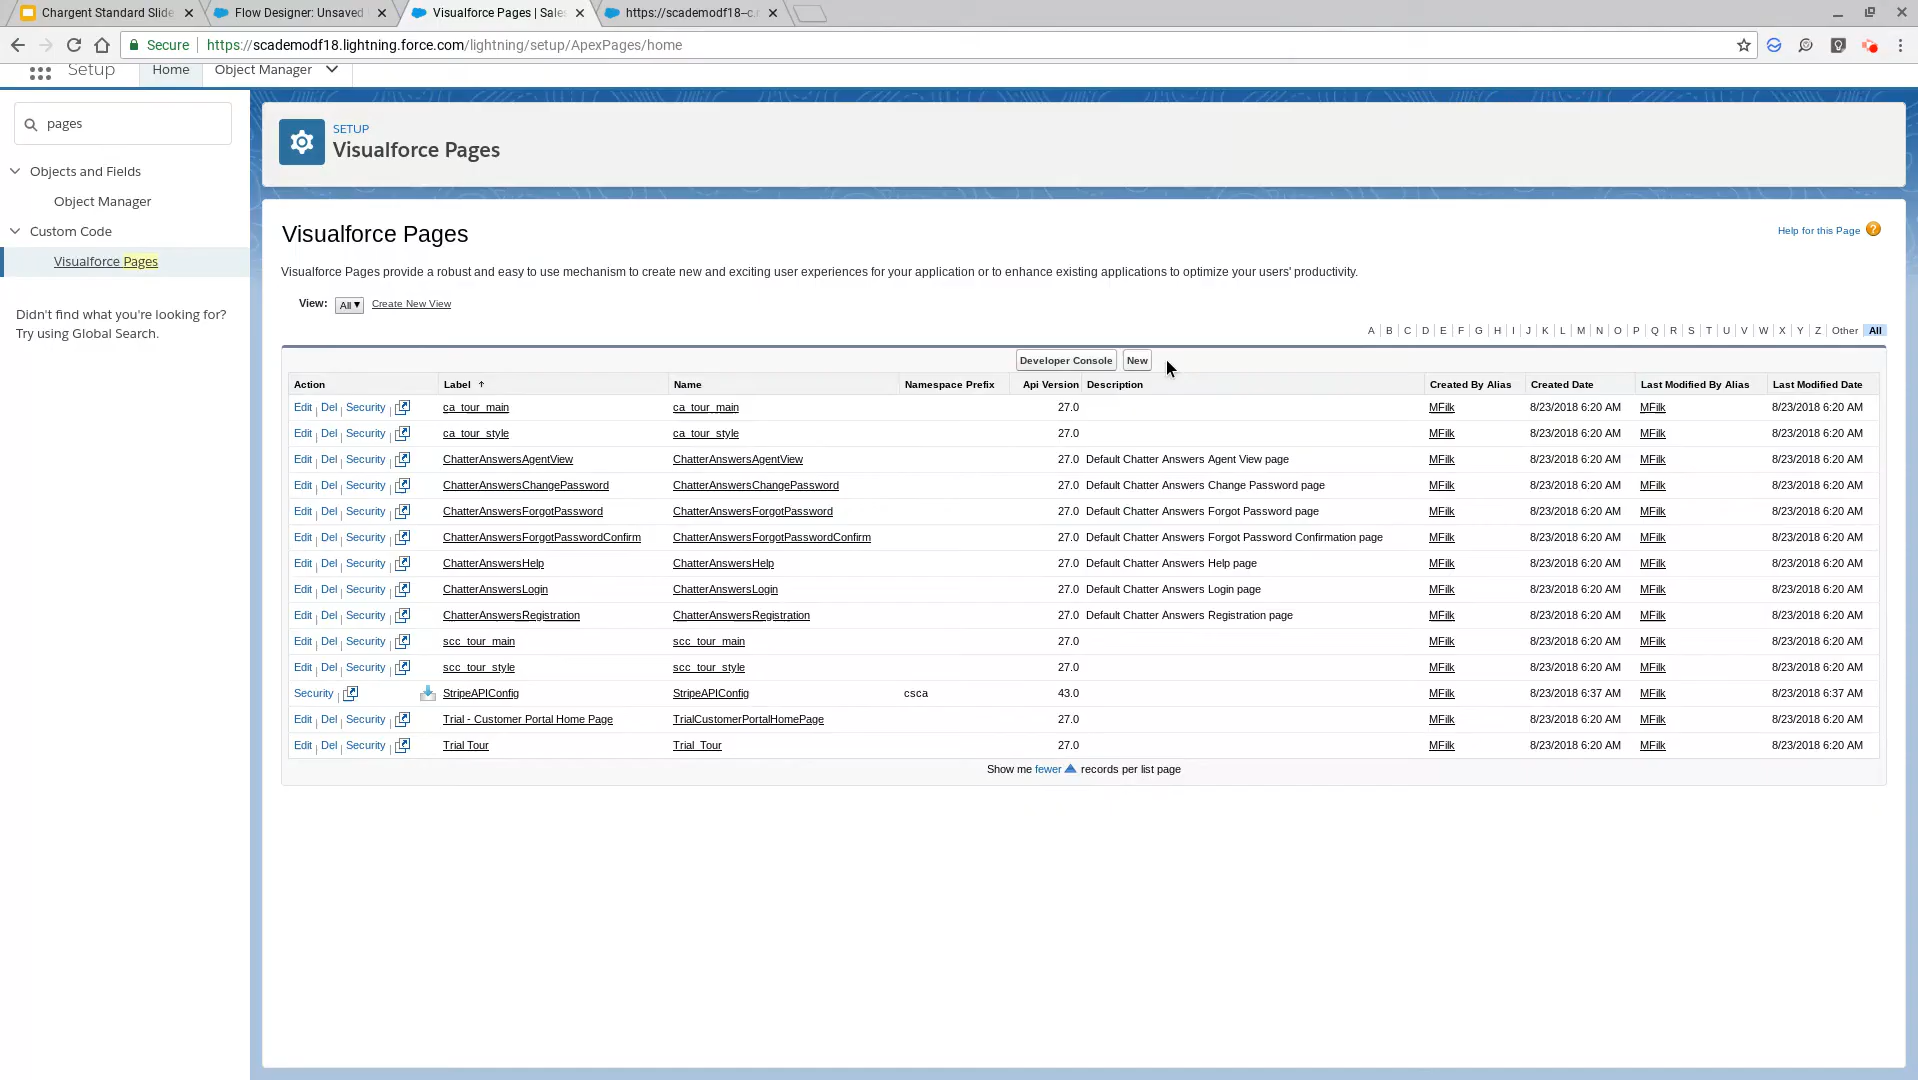 Chargent Standard Slide
Flow Designer: Unsaved
Visualforce Pages | Sales
https://scademodf18--c.
Secure
https://scademodf18.lightning.force.com/lightning/setup/ApexPages/home
Setup
Home
Object Manager
pages
Objects and Fields
Object Manager
Custom Code
Visualforce Pages
Didn't find what you're looking for?
Try using Global Search.
SETUP
Visualforce Pages
Visualforce Pages
Help for this Page ?
Visualforce Pages provide a robust and easy to use mechanism to create new and exciting user experiences for your application or to enhance existing applications to optimize your users' productivity.
View: All Create New View
A | B | C | D | E | F | G | H | I | J | K | L | M | N | O | P | Q | R | S | T | U | V | W | X | Y | Z | Other All
Developer Console New
Action Label Name Namespace Prefix Api Version Description Created By Alias Created Date Last Modified By Alias Last Modified Date
Edit | Del | Security | ca_tour_main ca_tour_main 27.0 MFilk 8/23/2018 6:20 AM MFilk 8/23/2018 6:20 AM
Edit | Del | Security | ca_tour_style ca_tour_style 27.0 MFilk 8/23/2018 6:20 AM MFilk 8/23/2018 6:20 AM
Edit | Del | Security | ChatterAnswersAgentView ChatterAnswersAgentView 27.0 Default Chatter Answers Agent View page MFilk 8/23/2018 6:20 AM MFilk 8/23/2018 6:20 AM
Edit | Del | Security | ChatterAnswersChangePassword ChatterAnswersChangePassword 27.0 Default Chatter Answers Change Password page MFilk 8/23/2018 6:20 AM MFilk 8/23/2018 6:20 AM
Edit | Del | Security | ChatterAnswersForgotPassword ChatterAnswersForgotPassword 27.0 Default Chatter Answers Forgot Password page MFilk 8/23/2018 6:20 AM MFilk 8/23/2018 6:20 AM
Edit | Del | Security | ChatterAnswersForgotPasswordConfirm ChatterAnswersForgotPasswordConfirm 27.0 Default Chatter Answers Forgot Password Confirmation page MFilk 8/23/2018 6:20 AM MFilk 8/23/2018 6:20 AM
Edit | Del | Security | ChatterAnswersHelp ChatterAnswersHelp 27.0 Default Chatter Answers Help page MFilk 8/23/2018 6:20 AM MFilk 8/23/2018 6:20 AM
Edit | Del | Security | ChatterAnswersLogin ChatterAnswersLogin 27.0 Default Chatter Answers Login page MFilk 8/23/2018 6:20 AM MFilk 8/23/2018 6:20 AM
Edit | Del | Security | ChatterAnswersRegistration ChatterAnswersRegistration 27.0 Default Chatter Answers Registration page MFilk 8/23/2018 6:20 AM MFilk 8/23/2018 6:20 AM
Edit | Del | Security | scc_tour_main scc_tour_main 27.0 MFilk 8/23/2018 6:20 AM MFilk 8/23/2018 6:20 AM
Edit | Del | Security | scc_tour_style scc_tour_style 27.0 MFilk 8/23/2018 6:20 AM MFilk 8/23/2018 6:20 AM
Security | StripeAPIConfig StripeAPIConfig csca 43.0 MFilk 8/23/2018 6:37 AM MFilk 8/23/2018 6:37 AM
Edit | Del | Security | Trial - Customer Portal Home Page TrialCustomerPortalHomePage 27.0 MFilk 8/23/2018 6:20 AM MFilk 8/23/2018 6:20 AM
Edit | Del | Security | Trial Tour Trial_Tour 27.0 MFilk 8/23/2018 6:20 AM MFilk 8/23/2018 6:20 AM
Show me fewer records per list page